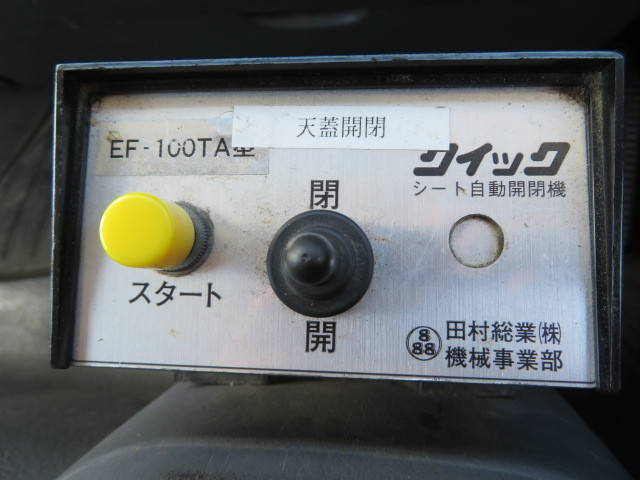 天蓋開閉
EF-100TA型
クイック
シート自動開閉機
閉
スタート
開
8
88
田村総業(株)
機械事業部